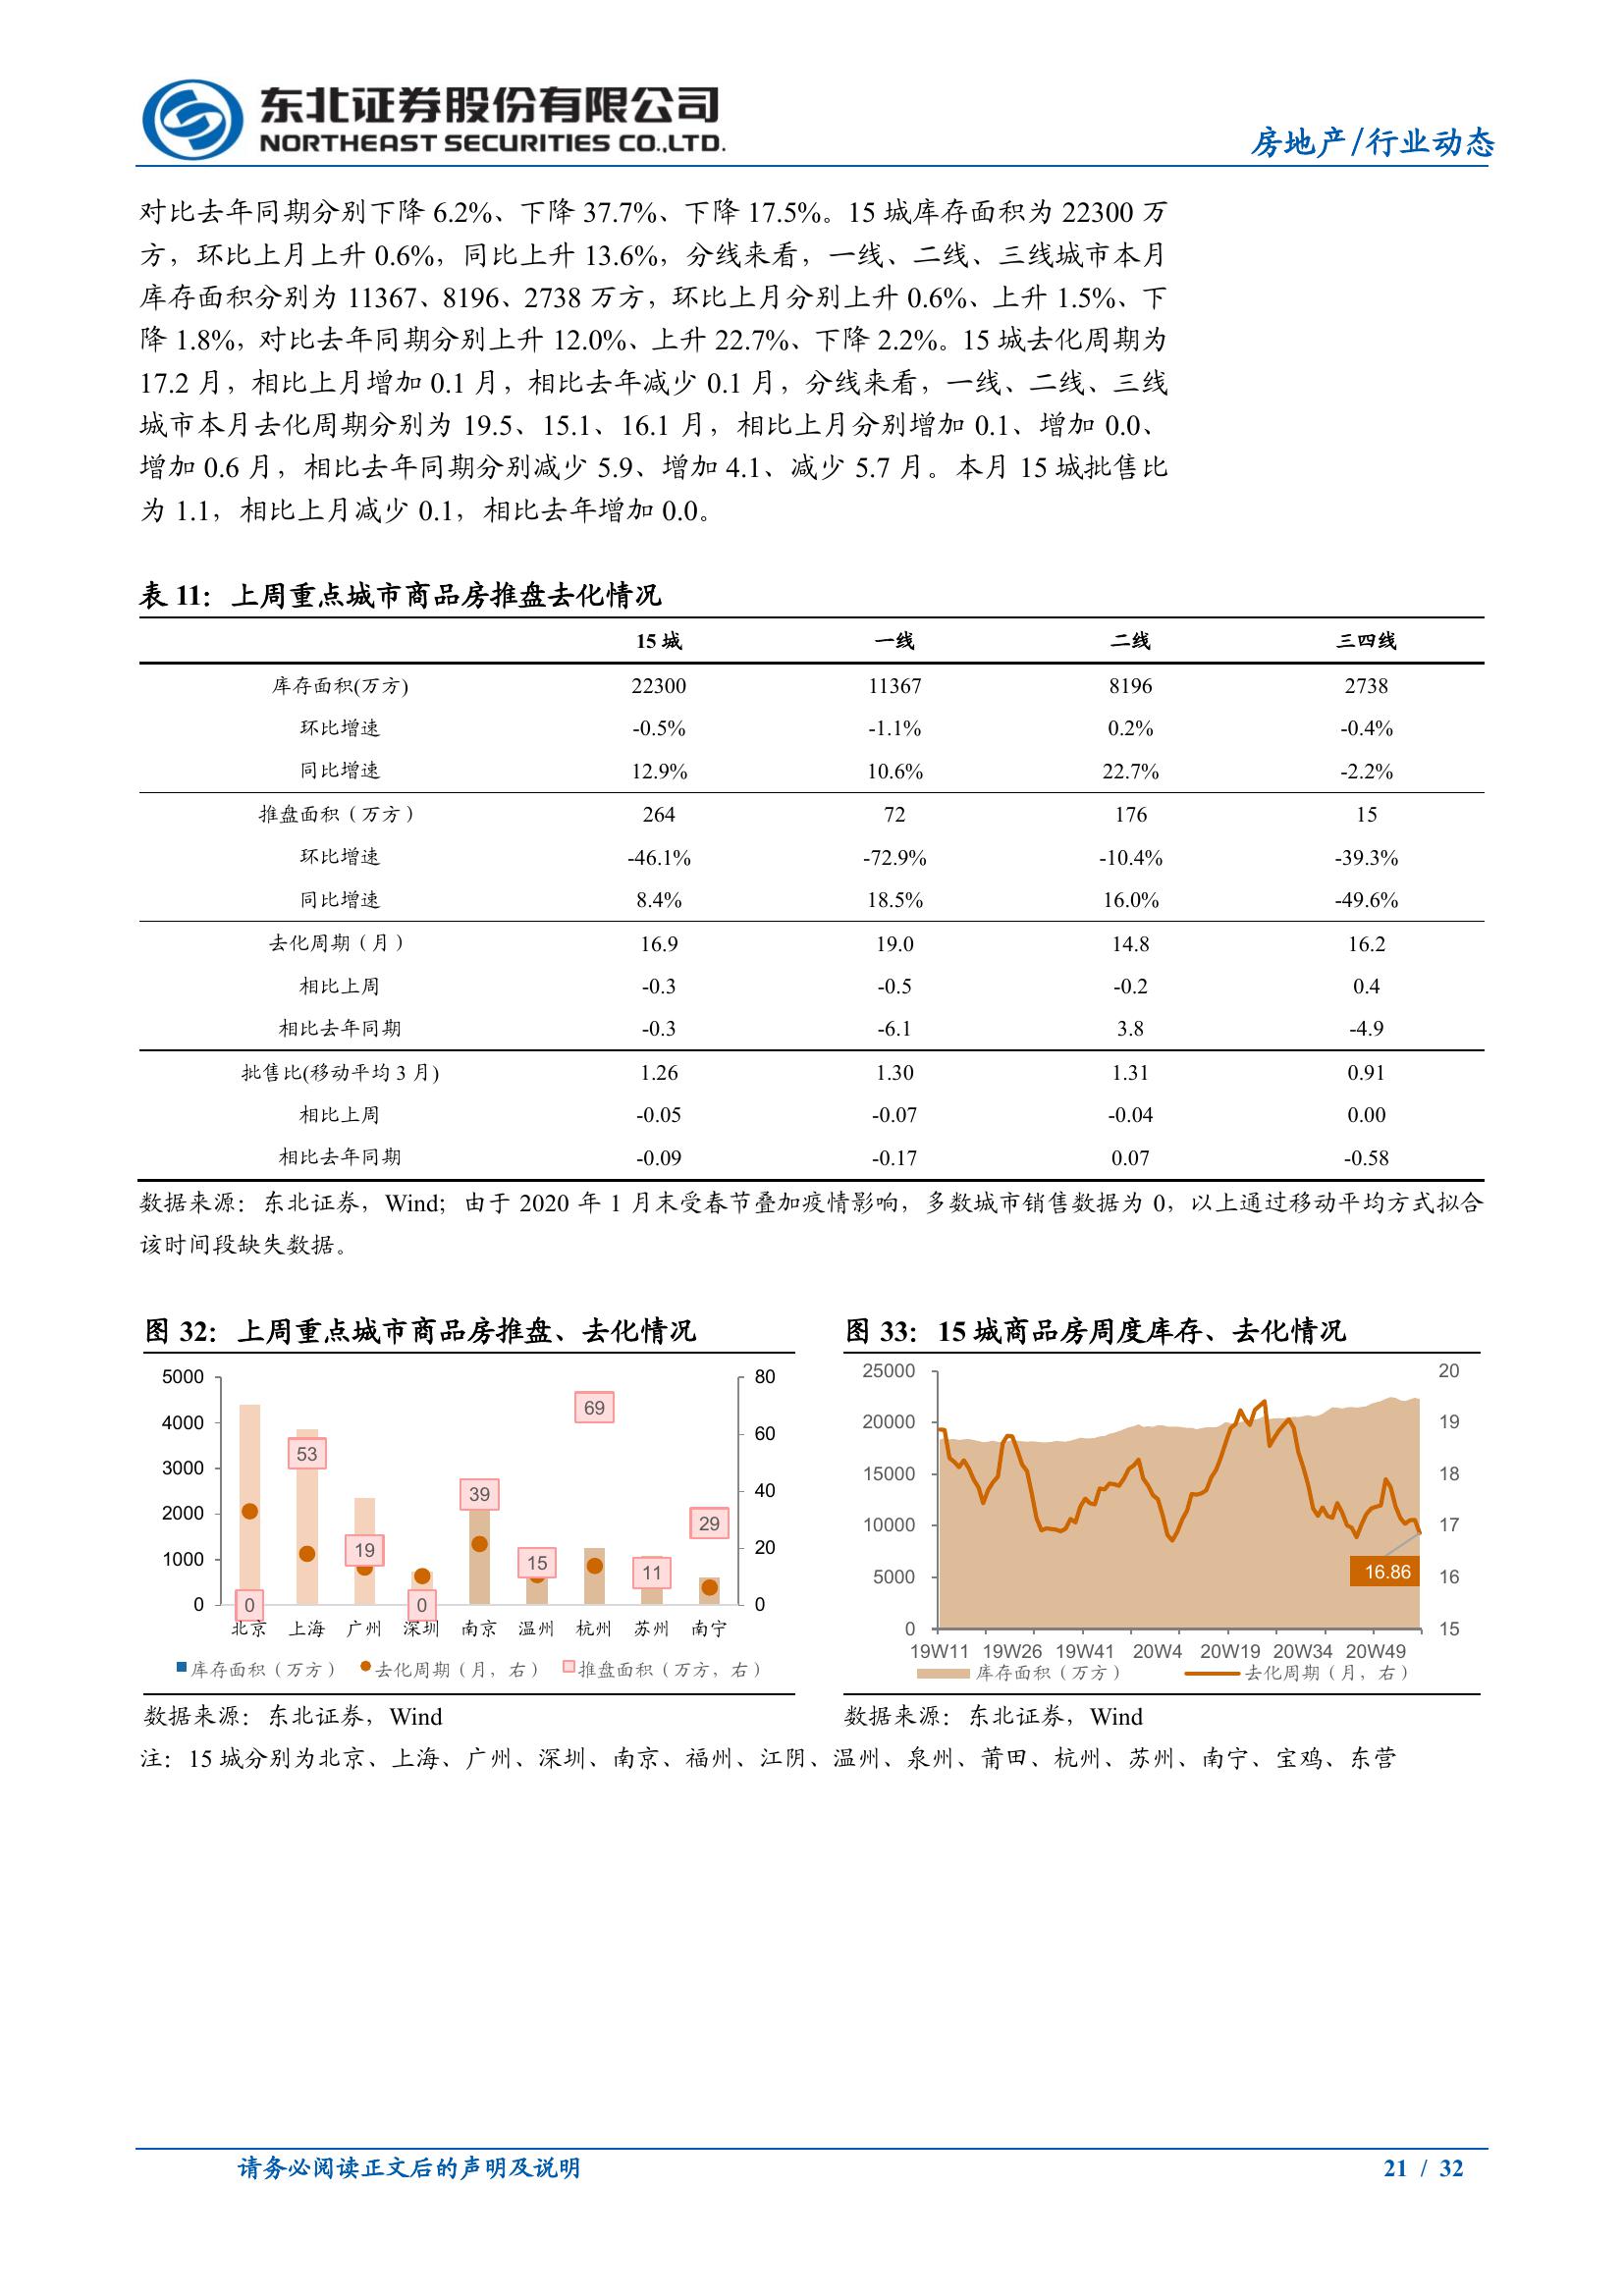 东北证券股份有限公司
NORTHEAST SECURITIES CO.,LTD.
房地产/行业动态
对比去年同期分别下降 6.2%、下降 37.7%、下降 17.5%。15 城库存面积为 22300 万
方，环比上月上升 0.6%，同比上升 13.6%，分线来看，一线、二线、三线城市本月
库存面积分别为 11367、8196、2738 万方，环比上月分别上升 0.6%、上升 1.5%、下
降 1.8%，对比去年同期分别上升 12.0%、上升 22.7%、下降 2.2%。15 城去化周期为
17.2 月，相比上月增加 0.1 月，相比去年减少 0.1 月，分线来看，一线、二线、三线
城市本月去化周期分别为 19.5、15.1、16.1 月，相比上月分别增加 0.1、增加 0.0、
增加 0.6 月，相比去年同期分别减少 5.9、增加 4.1、减少 5.7 月。本月 15 城批售比
为 1.1，相比上月减少 0.1，相比去年增加 0.0。
表 11：上周重点城市商品房推盘去化情况
15 城 一线 二线 三四线
库存面积(万方) 22300 11367 8196 2738
环比增速 -0.5% -1.1% 0.2% -0.4%
同比增速 12.9% 10.6% 22.7% -2.2%
推盘面积（万方） 264 72 176 15
环比增速 -46.1% -72.9% -10.4% -39.3%
同比增速 8.4% 18.5% 16.0% -49.6%
去化周期（月） 16.9 19.0 14.8 16.2
相比上周 -0.3 -0.5 -0.2 0.4
相比去年同期 -0.3 -6.1 3.8 -4.9
批售比(移动平均 3 月) 1.26 1.30 1.31 0.91
相比上周 -0.05 -0.07 -0.04 0.00
相比去年同期 -0.09 -0.17 0.07 -0.58
数据来源：东北证券，Wind；由于 2020 年 1 月末受春节叠加疫情影响，多数城市销售数据为 0，以上通过移动平均方式拟合
该时间段缺失数据。
图 32：上周重点城市商品房推盘、去化情况
5000
4000
3000
2000
1000
0
80
60
40
20
0
0 53 19 0 39 15 69 11 29
北京 上海 广州 深圳 南京 温州 杭州 苏州 南宁
库存面积（万方） 去化周期（月，右） 推盘面积（万方，右）
数据来源：东北证券，Wind
图 33：15 城商品房周度库存、去化情况
25000
20000
15000
10000
5000
0
20
19
18
17
16
15
16.86
19W11 19W26 19W41 20W4 20W19 20W34 20W49
库存面积（万方） 去化周期（月，右）
数据来源：东北证券，Wind
注：15 城分别为北京、上海、广州、深圳、南京、福州、江阴、温州、泉州、莆田、杭州、苏州、南宁、宝鸡、东营
请务必阅读正文后的声明及说明
21 / 32